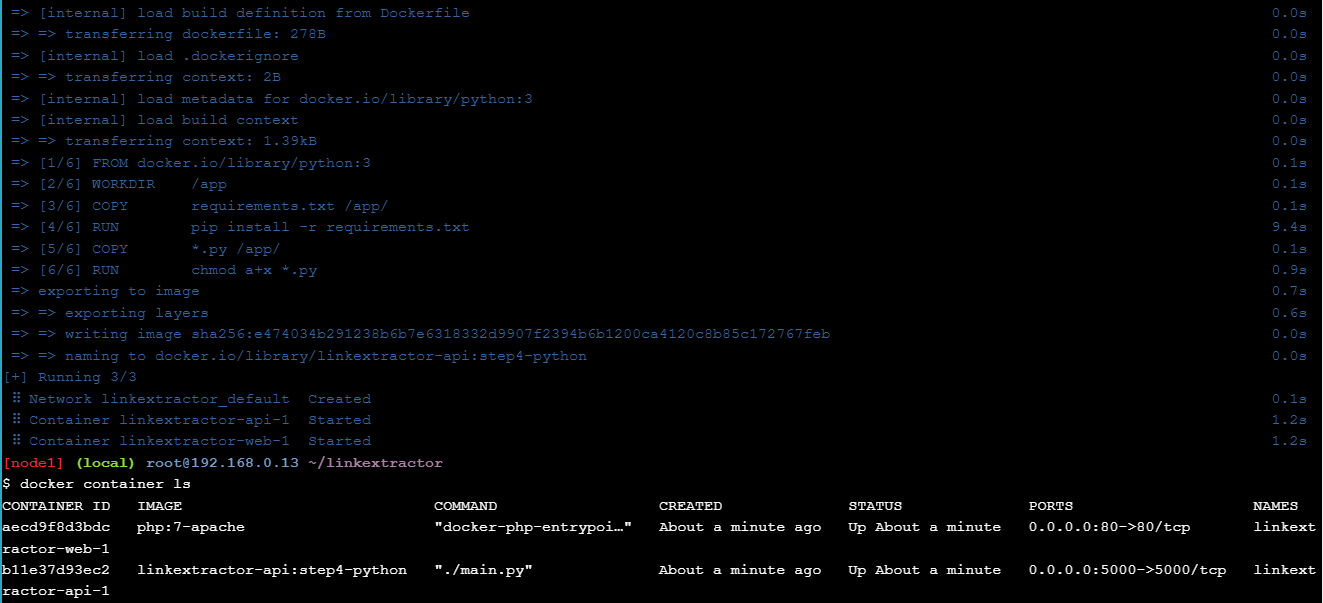 => [internal] load build definition from Dockerfile 0.0s
=> => transferring dockerfile: 278B 0.0s
=> [internal] load .dockerignore 0.0s
=> => transferring context: 2B 0.0s
=> [internal] load metadata for docker.io/library/python:3 0.0s
=> [internal] load build context 0.0s
=> => transferring context: 1.39kB 0.0s
=> [1/6] FROM docker.io/library/python:3 0.1s
=> [2/6] WORKDIR /app 0.1s
=> [3/6] COPY requirements.txt /app/ 0.1s
=> [4/6] RUN pip install -r requirements.txt 9.4s
=> [5/6] COPY *.py /app/ 0.1s
=> [6/6] RUN chmod a+x *.py 0.9s
=> exporting to image 0.7s
=> => exporting layers 0.6s
=> => writing image sha256:e474034b291238b6b7e6318332d9907f2394b6b1200ca4120c8b85c172767feb 0.0s
=> => naming to docker.io/library/linkextractor-api:step4-python 0.0s
[+] Running 3/3
⠿ Network linkextractor_default Created 0.1s
⠿ Container linkextractor-api-1 Started 1.2s
⠿ Container linkextractor-web-1 Started 1.2s
[node1] (local) root@192.168.0.13 ~/linkextractor
$ docker container ls
CONTAINER ID IMAGE COMMAND CREATED STATUS PORTS NAMES
aecd9f8d3bdc php:7-apache "docker-php-entrypoi…" About a minute ago Up About a minute 0.0.0.0:80->80/tcp linkext
ractor-web-1
b11e37d93ec2 linkextractor-api:step4-python "./main.py" About a minute ago Up About a minute 0.0.0.0:5000->5000/tcp linkext
ractor-api-1